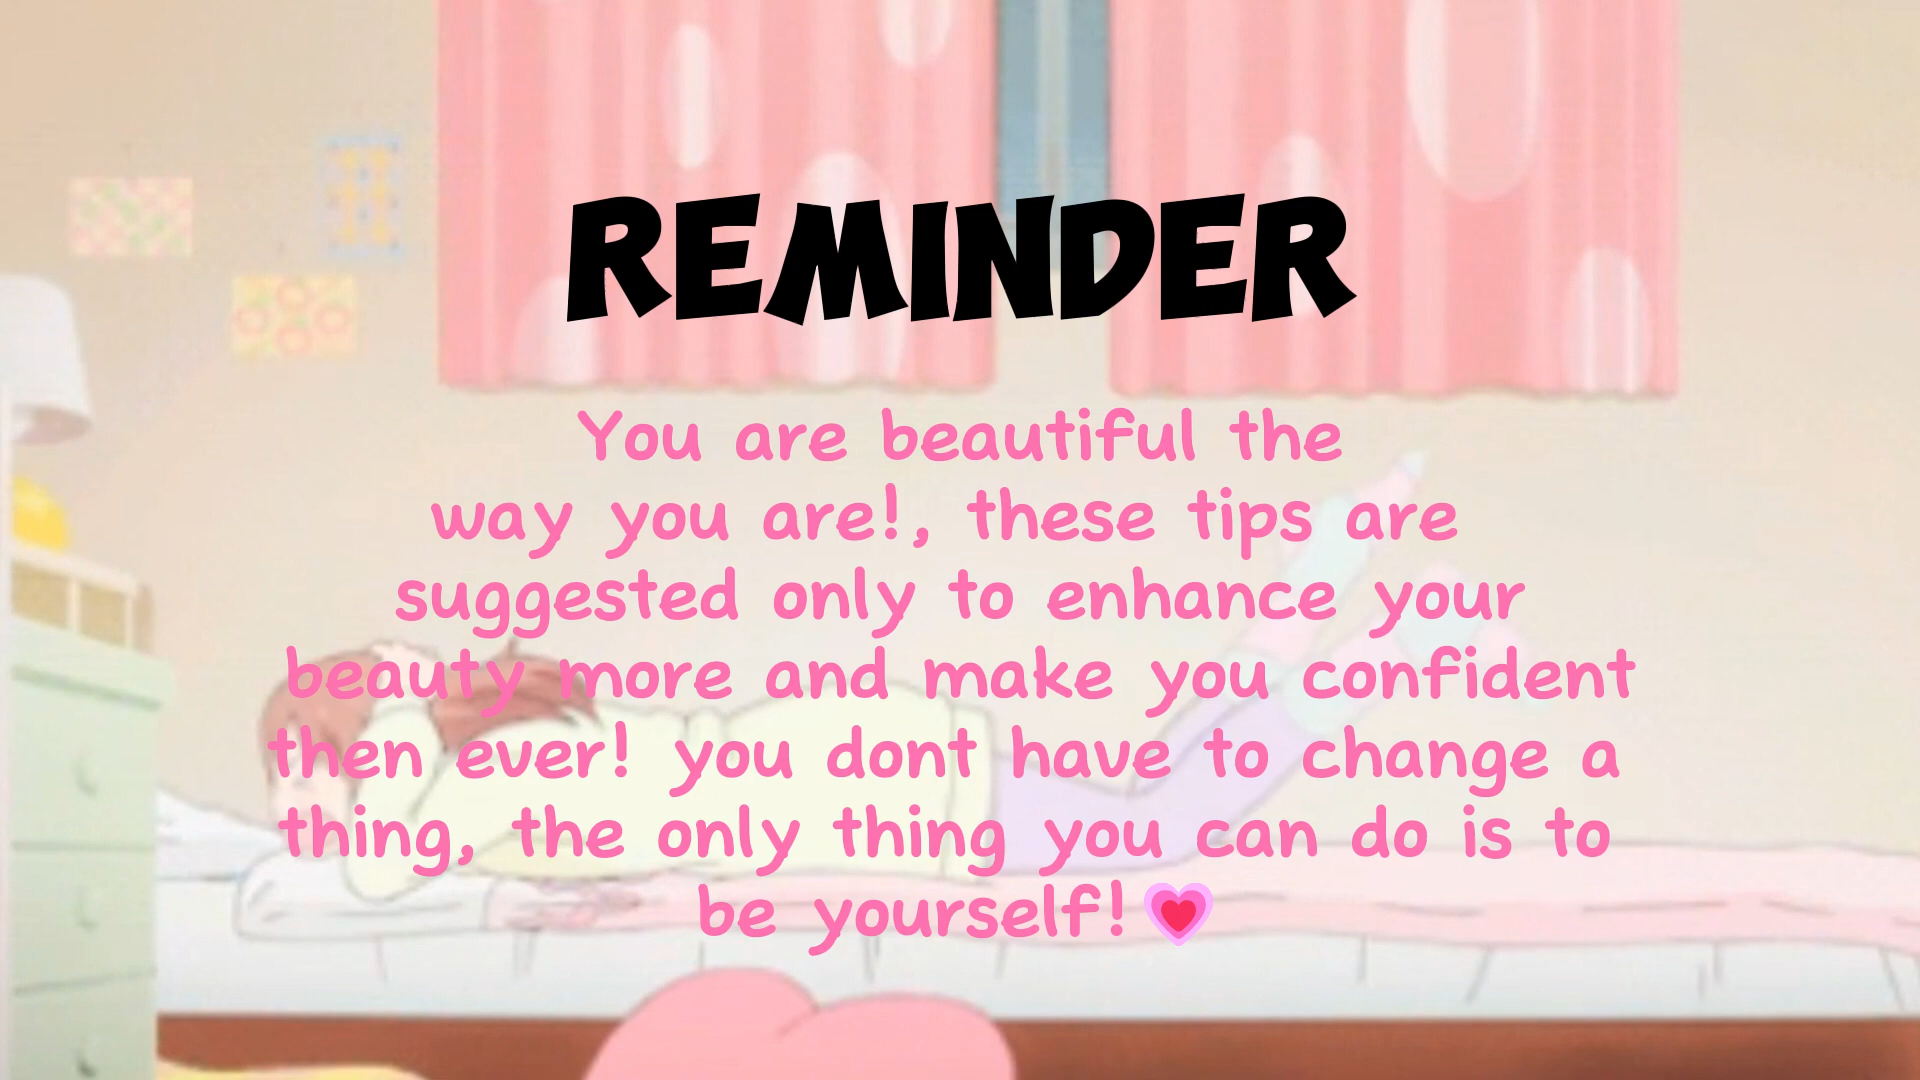 REMINDER
You are beautiful the
way you are!, these tips are
suggested only to enhance your
beauty more and make you confident
then ever! you dont have to change a
thing, the only thing you can do is to
be yourself!💗